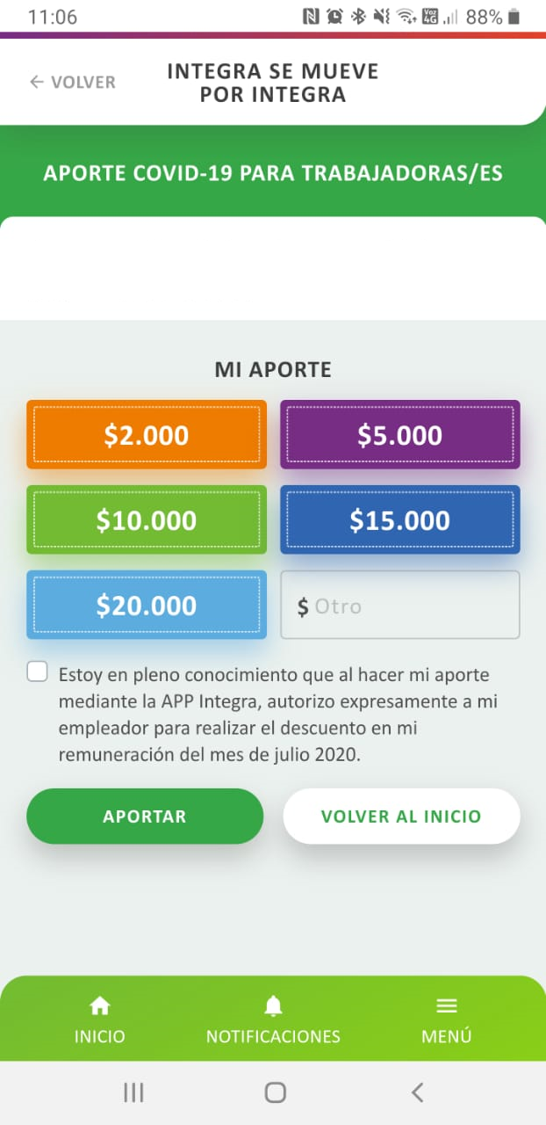 11:06
88%
← VOLVER
INTEGRA SE MUEVE
POR INTEGRA
APORTE COVID-19 PARA TRABAJADORAS/ES
MI APORTE
$2.000
$5.000
$10.000
$15.000
$20.000
$ Otro
Estoy en pleno conocimiento que al hacer mi aporte
mediante la APP Integra, autorizo expresamente a mi
empleador para realizar el descuento en mi
remuneración del mes de julio 2020.
APORTAR
VOLVER AL INICIO
INICIO
NOTIFICACIONES
MENÚ